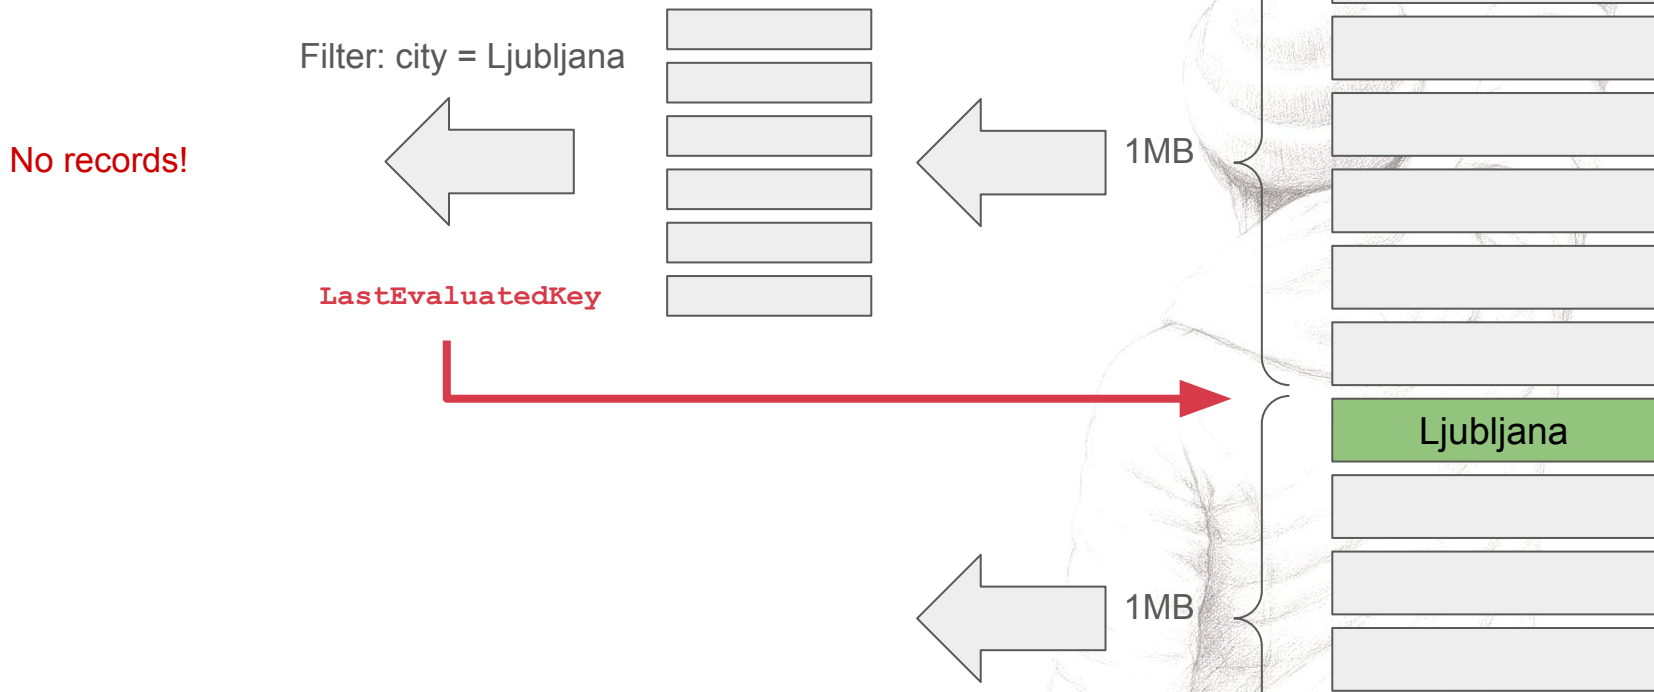 Filter: city = Ljubljana
No records!
1MB
LastEvaluatedKey
Ljubljana
1MB